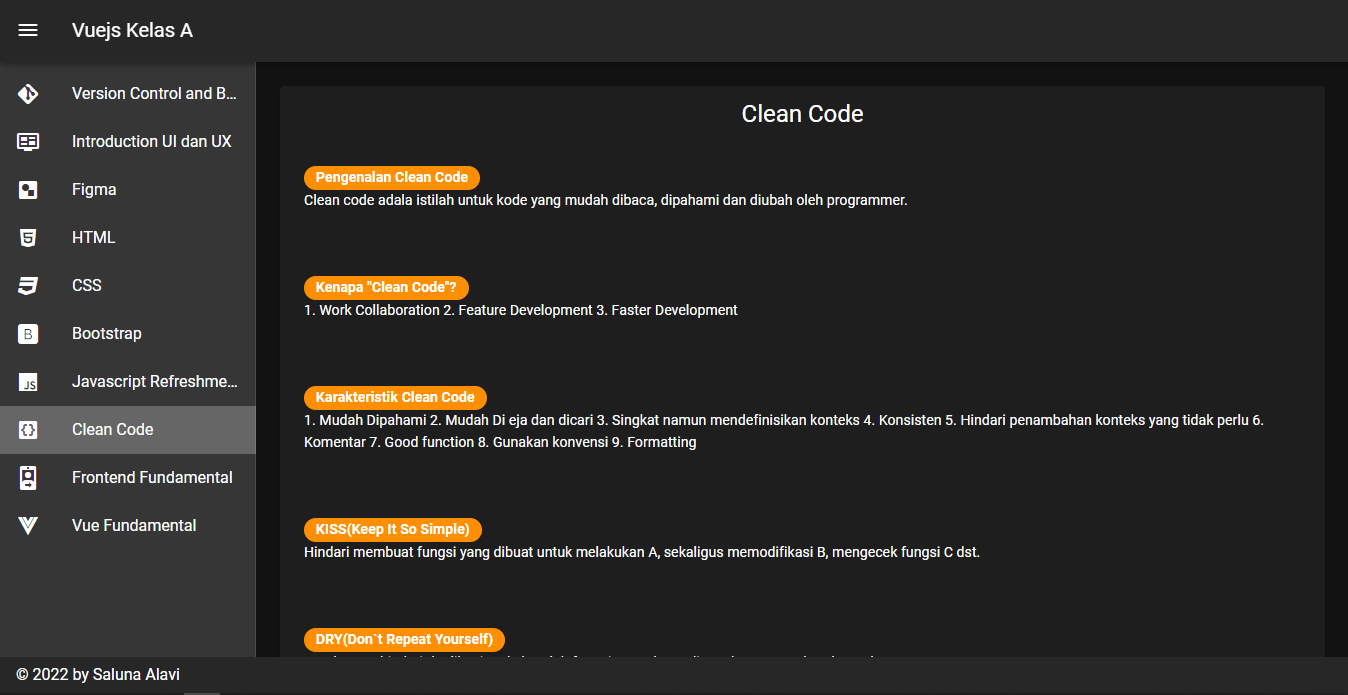 Vuejs Kelas A
Version Control and B...
Introduction UI dan UX
Figma
HTML
CSS
B Bootstrap
JS Javascript Refreshme...
Clean Code
Frontend Fundamental
Vue Fundamental
Clean Code
Pengenalan Clean Code
Clean code adala istilah untuk kode yang mudah dibaca, dipahami dan diubah oleh programmer.
Kenapa "Clean Code"?
1. Work Collaboration 2. Feature Development 3. Faster Development
Karakteristik Clean Code
1. Mudah Dipahami 2. Mudah Di eja dan dicari 3. Singkat namun mendefinisikan konteks 4. Konsisten 5. Hindari penambahan konteks yang tidak perlu 6.
Komentar 7. Good function 8. Gunakan konvensi 9. Formatting
KISS(Keep It So Simple)
Hindari membuat fungsi yang dibuat untuk melakukan A, sekaligus memodifikasi B, mengecek fungsi C dst.
DRY(Don`t Repeat Yourself)
© 2022 by Saluna Alavi